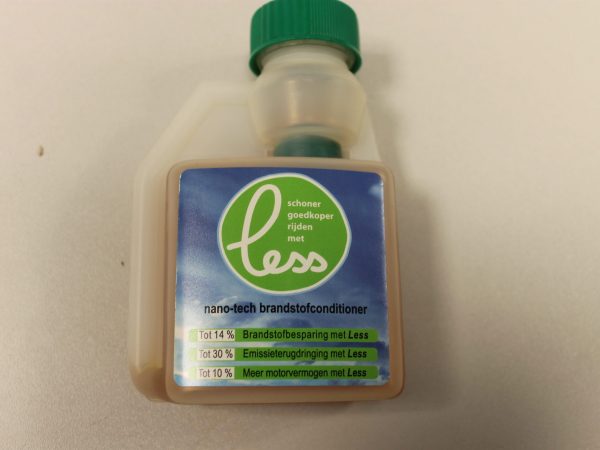 schoner
goedkoper
rijden
met
less
nano-tech brandstofconditioner
Tot 14 % Brandstofbesparing met Less
Tot 30 % Emissieterugdringing met Less
Tot 10 % Meer motorvermogen met Less